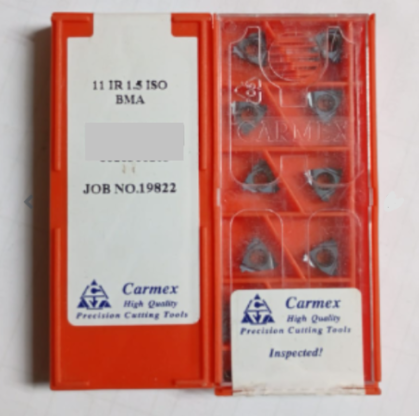 11 IR 1.5 ISO
BMA
JOB NO.19822
Carmex
High Quality
Precision Cutting Tools
CARMEX
Carmex
High Quality
Precision Cutting Tools
Inspected!